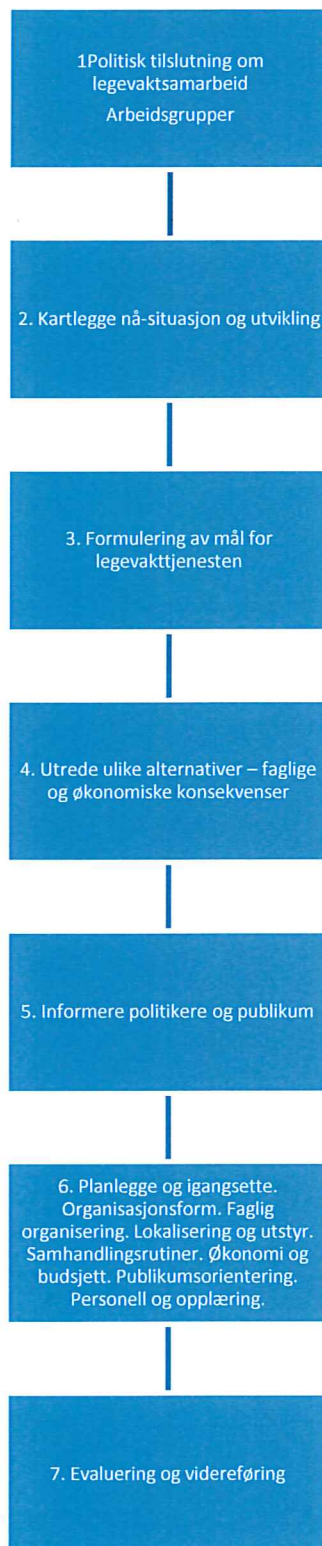 1Politisk tilslutning om
legevaktsamarbeid
Arbeidsgrupper
2. Kartlegge nå-situasjon og utvikling
3. Formulering av mål for
legevakttjenesten
4. Utrede ulike alternativer – faglige
og økonomiske konsekvenser
5. Informere politikere og publikum
6. Planlegge og igangsette.
Organisasjonsform. Faglig
organisering. Lokalisering og utstyr.
Samhandlingsrutiner. Økonomi og
budsjett. Publikumsorientering.
Personell og opplæring.
7. Evaluering og videreføring